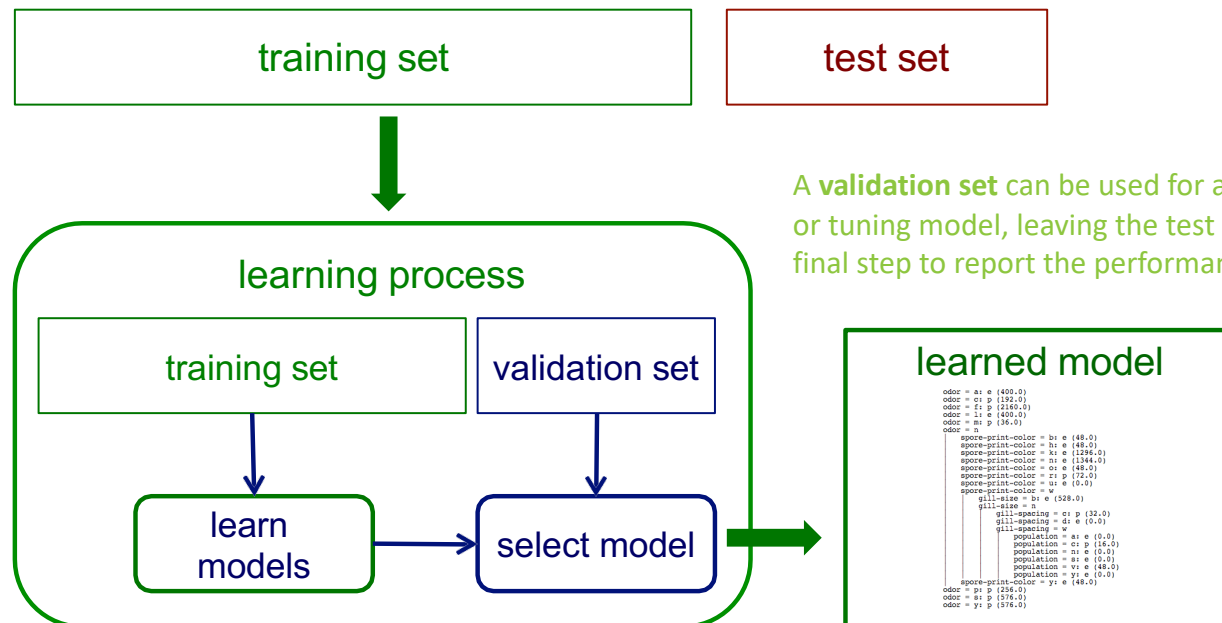 training set
test set
A validation set can be used for a
or tuning model, leaving the test
final step to report the performan
learning process
training set
validation set
learn
models
select model
learned model
odor = a: e (400.0)
odor = c: p (192.0)
odor = f: p (2160.0)
odor = l: e (400.0)
odor = m: p (36.0)
odor = n
| spore-print-color = b: e (48.0)
| spore-print-color = h: e (48.0)
| spore-print-color = k: e (1296.0)
| spore-print-color = n: e (1344.0)
| spore-print-color = o: e (48.0)
| spore-print-color = r: p (72.0)
| spore-print-color = u: e (0.0)
| spore-print-color = w
| | gill-size = b: e (528.0)
| | gill-size = n
| | | gill-spacing = c: p (32.0)
| | | gill-spacing = d: e (0.0)
| | | gill-spacing = w
| | | | population = a: e (0.0)
| | | | population = c: p (16.0)
| | | | population = n: e (0.0)
| | | | population = s: e (0.0)
| | | | population = v: e (48.0)
| | | | population = y: e (0.0)
| spore-print-color = y: e (48.0)
odor = p: p (256.0)
odor = s: p (576.0)
odor = y: p (576.0)